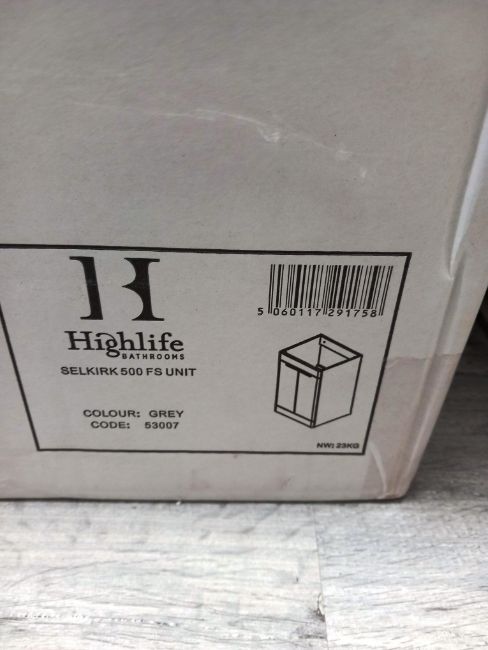 Highlife
BATHROOMS
SELKIRK 500 FS UNIT
COLOUR: GREY
CODE: 53007
5 060117 291758
NW: 23KG